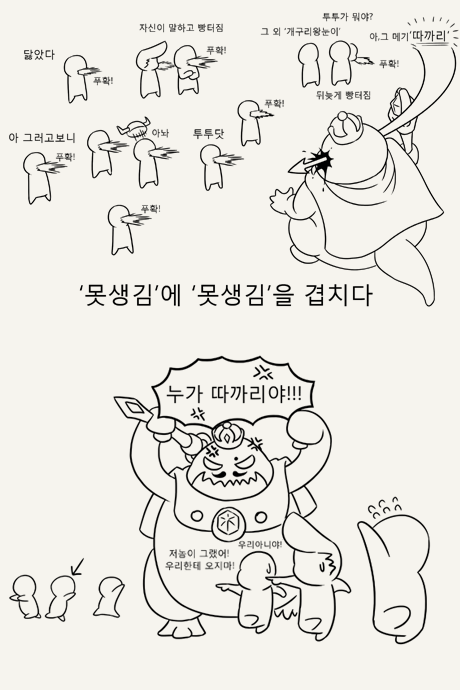 자신이 말하고 빵터짐
투투가 뭐야?
그 외 '개구리왕눈이'
아,그 메기'따까리'
닮았다
푸확!
푸확!
푸확!
뒤늦게 빵터짐
푸확!
아 그러고보니
아놔
투투닷
푸확!
푸확!
'못생김'에 '못생김'을 겹치다
누가 따까리야!!!
우리아니야!
저놈이 그랬어!
우리한테 오지마!